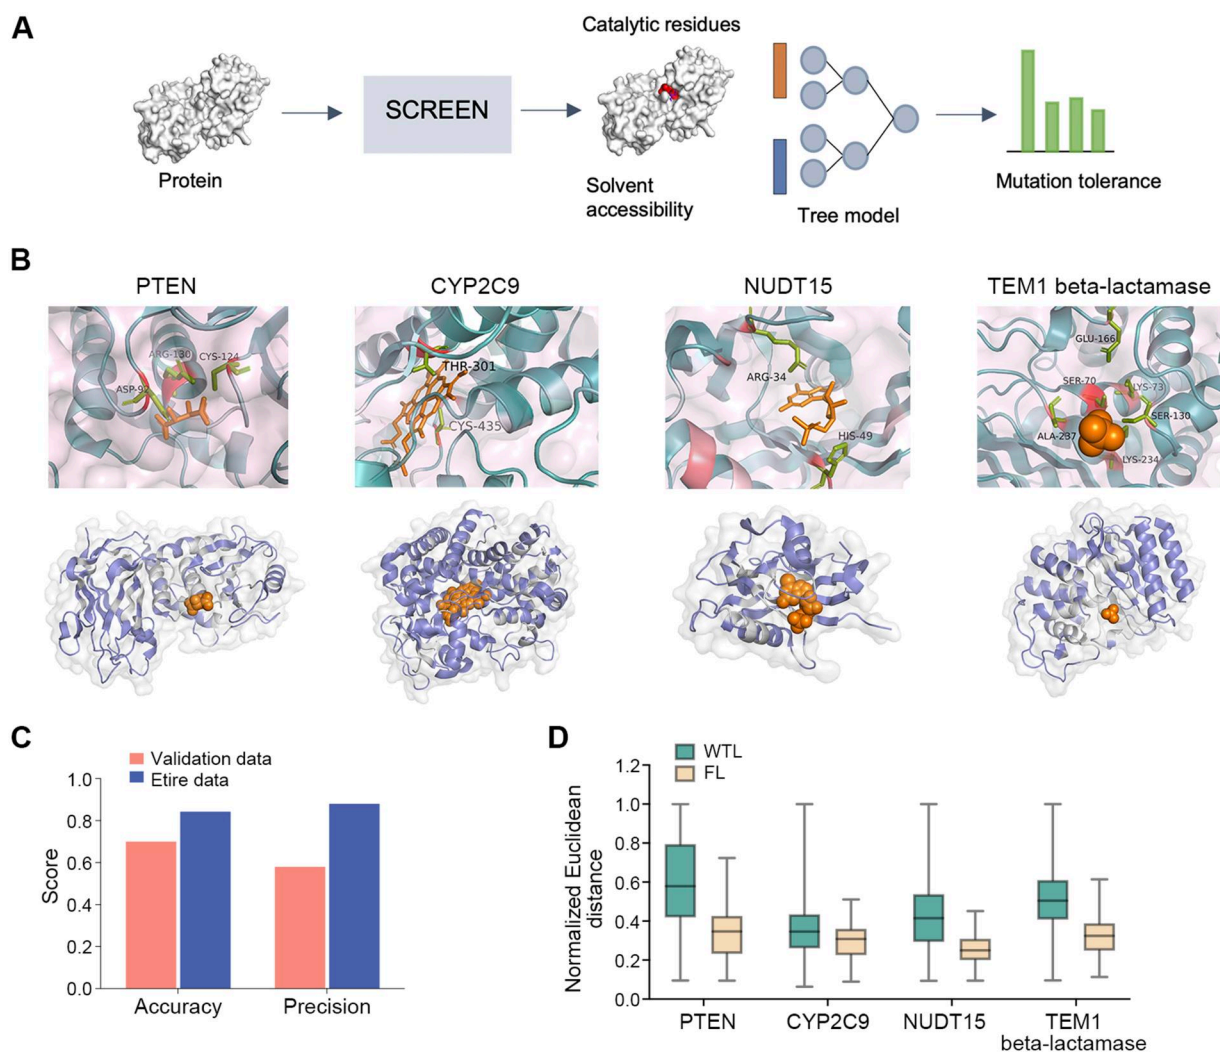 A
Protein
SCREEN
Catalytic residues
Solvent
accessibility
Tree model
Mutation tolerance
B
PTEN
CYP2C9
NUDT15
TEM1 beta-lactamase
ARG-130
CYS-124
THR-301
CYS-435
ARG-34
HIS-49
GLU-166
SER-70
LYS-73
SER-130
ALA-237
LYS-234
C
Validation data
Etire data
Score
1.0
0.8
0.6
0.4
0.2
0.0
Accuracy
Precision
D
WTL
FL
Normalized Euclidean
distance
1.2
1.0
0.8
0.6
0.4
0.2
0.0
PTEN
CYP2C9
NUDT15
TEM1
beta-lactamase